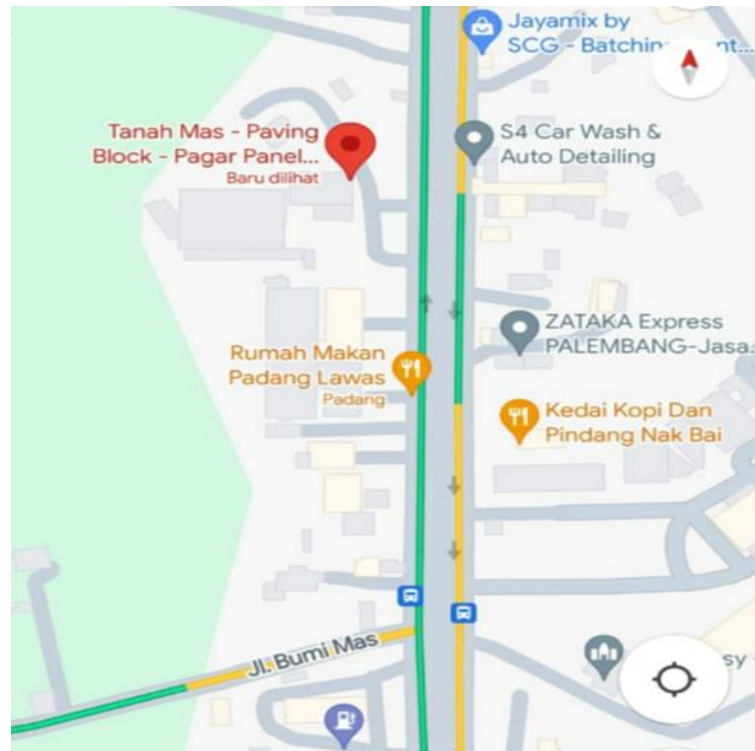 Jayamix by
SCG - Batching
Tanah Mas - Paving
Block - Pagar Panel...
Baru dilihat
S4 Car Wash &
Auto Detailing
ZATAKA Express
PALEMBANG-Jasa.
Rumah Makan
Padang Lawas
Padang
Kedai Kopi Dan
Pindang Nak Bai
Jl. Bumi Mas